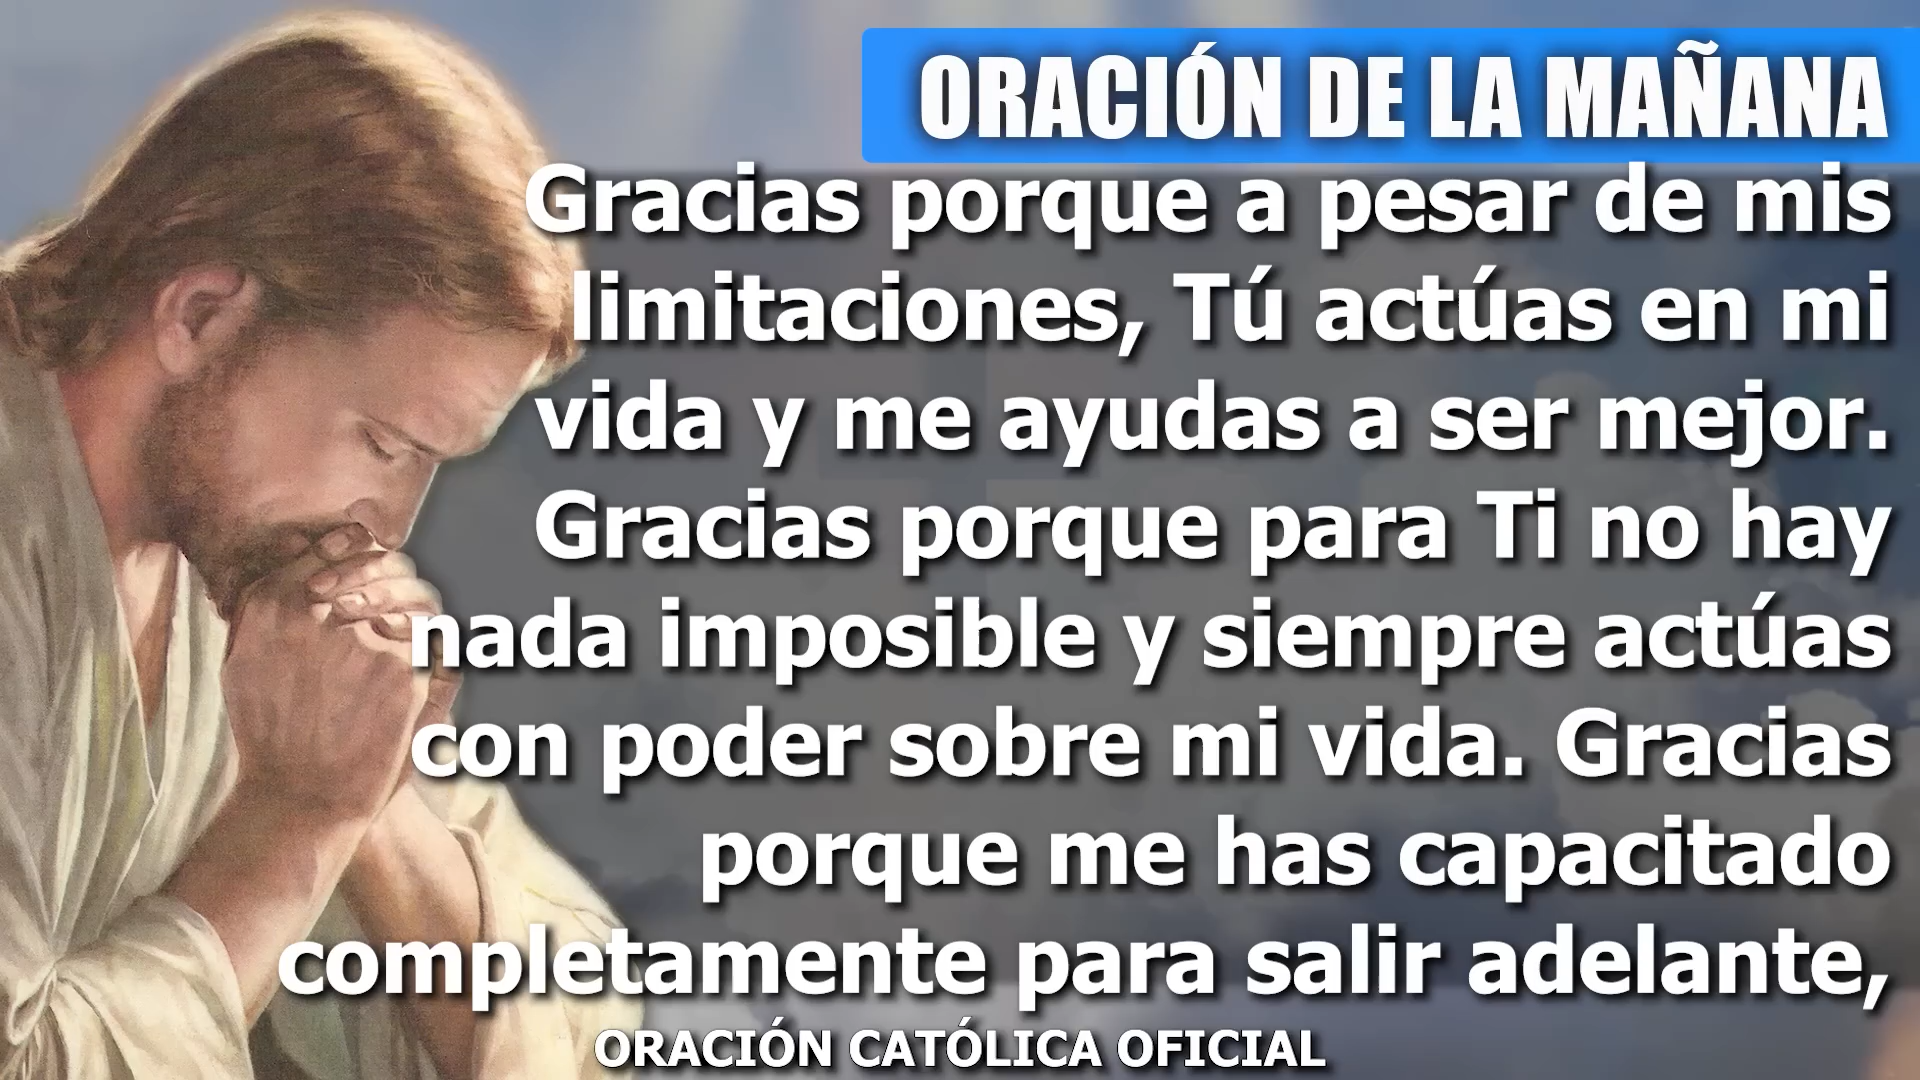 ORACIÓN DE LA MAÑANA
Gracias porque a pesar de mis
limitaciones, Tú actúas en mi
vida y me ayudas a ser mejor.
Gracias porque para Ti no hay
nada imposible y siempre actúas
con poder sobre mi vida. Gracias
porque me has capacitado
completamente para salir adelante,
ORACIÓN CATÓLICA OFICIAL